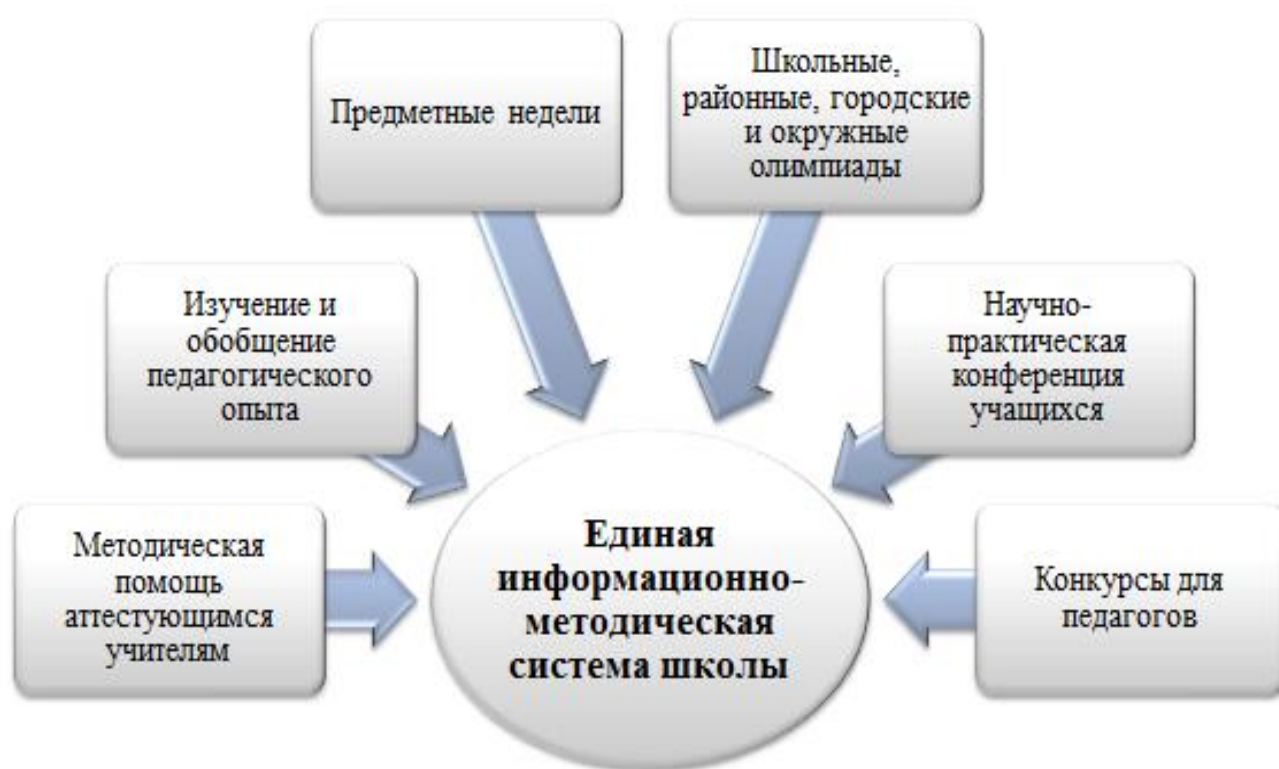 Предметные недели
Школьные,
районные, городские
и окружные
олимпиады
Изучение и
обобщение
педагогического
опыта
Научно-
практическая
конференция
учащихся
Методическая
помощь
аттестующимся
учителям
Единая
информационно-
методическая
система школы
Конкурсы для
педагогов